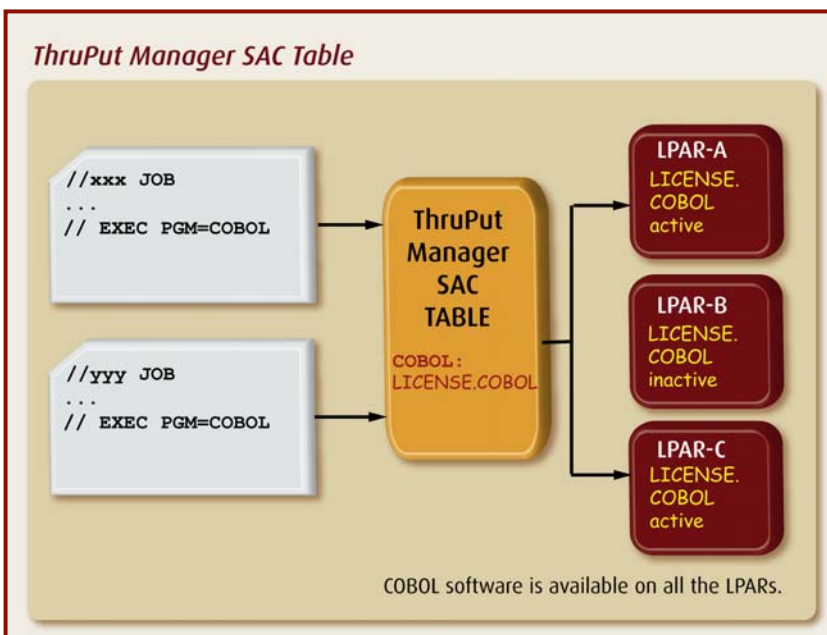 ThruPut Manager SAC Table
//xxx JOB
...
// EXEC PGM=COBOL
//yyy JOB
...
// EXEC PGM=COBOL
ThruPut
Manager
SAC
TABLE
COBOL:
LICENSE.COBOL
LPAR-A
LICENSE.
COBOL
active
LPAR-B
LICENSE.
COBOL
inactive
LPAR-C
LICENSE.
COBOL
active
COBOL software is available on all the LPARs.